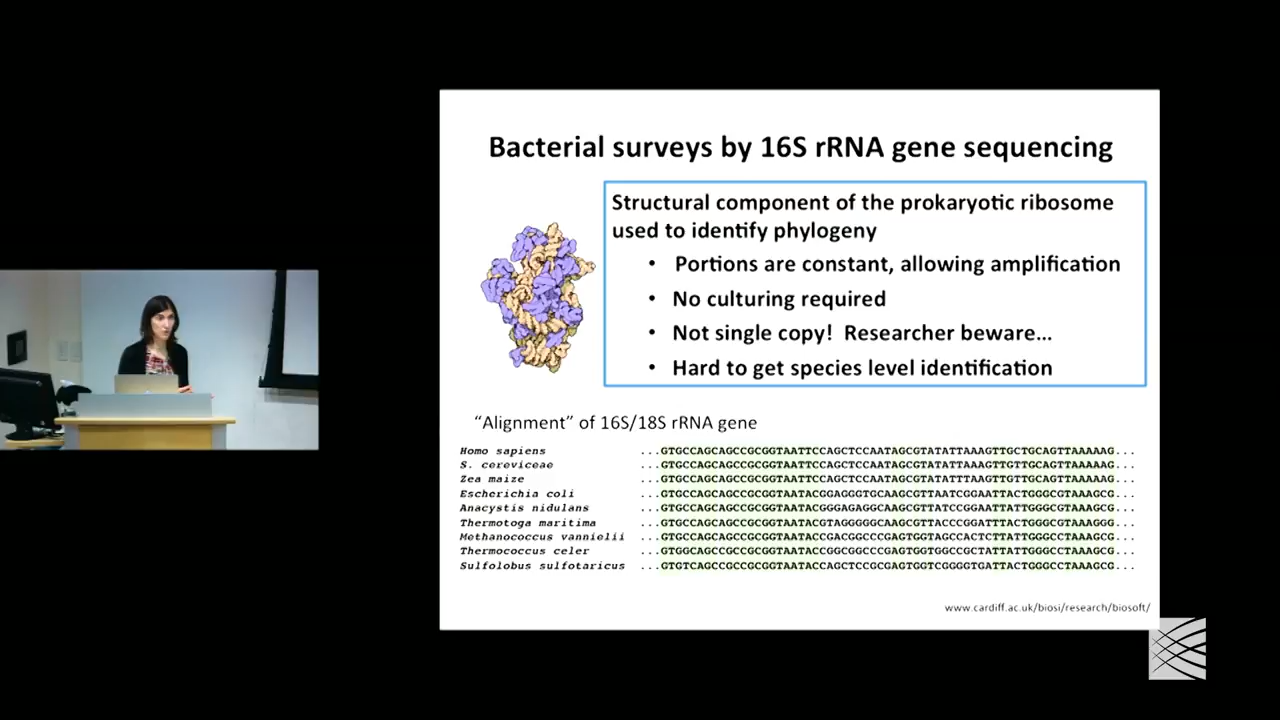 Bacterial surveys by 16S rRNA gene sequencing
Structural component of the prokaryotic ribosome
used to identify phylogeny
• Portions are constant, allowing amplification
• No culturing required
• Not single copy! Researcher beware...
• Hard to get species level identification
“Alignment” of 16S/18S rRNA gene
Homo sapiens ...GTGCCAGCAGCCGCGGTAATTCCAGCTCCAATAGCGTATATTAAAGTTGCTGCAGTTAAAAAG...
S. cereviceae ...GTGCCAGCAGCCGCGGTAATTCCAGCTCCAATAGCGTATATTAAAGTTGTTGCAGTTAAAAAG...
Zea maize ...GTGCCAGCAGCCGCGGTAATTCCAGCTCCAATAGCGTATATTTAAGTTGTTGCAGTTAAAAAG...
Escherichia coli ...GTGCCAGCAGCCGCGGTAATACGGAGGGTGCAAGCGTTAATCGGAATTACTGGGCGTAAAGCG...
Anacystis nidulans ...GTGCCAGCAGCCGCGGTAATACGGGAGAGGCAAGCGTTATCCGGAATTATTGGGCGTAAAGCG...
Thermotoga maritima ...GTGCCAGCAGCCGCGGTAATACGTAGGGGGCAAGCGTTACCCGGATTTACTGGGCGTAAAGGG...
Methanococcus vannielii ...GTGCCAGCAGCCGCGGTAATACCGACGGCCCGAGTGGTAGCCACTCTTATTGGGCCTAAAGCG...
Thermococcus celer ...GTGGCAGCCGCCGCGGTAATACCGGCGGCCCGAGTGGTGGCCGCTATTATTGGGCCTAAAGCG...
Sulfolobus sulfotaricus ...GTGTCAGCCGCCGCGGTAATACCAGCTCCGCGAGTGGTCGGGGTGATTACTGGGCCTAAAGCG...
www.cardiff.ac.uk/biosi/research/biosoft/